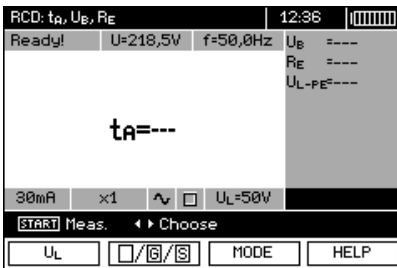 RCD: tA, UB, RE 12:36
Ready! U=218,5V f=50,0Hz
UB =---
RE =---
UL-PE=---
tA=---
30mA x1 UL=50V
START Meas. Choose
UL □/G/S MODE HELP